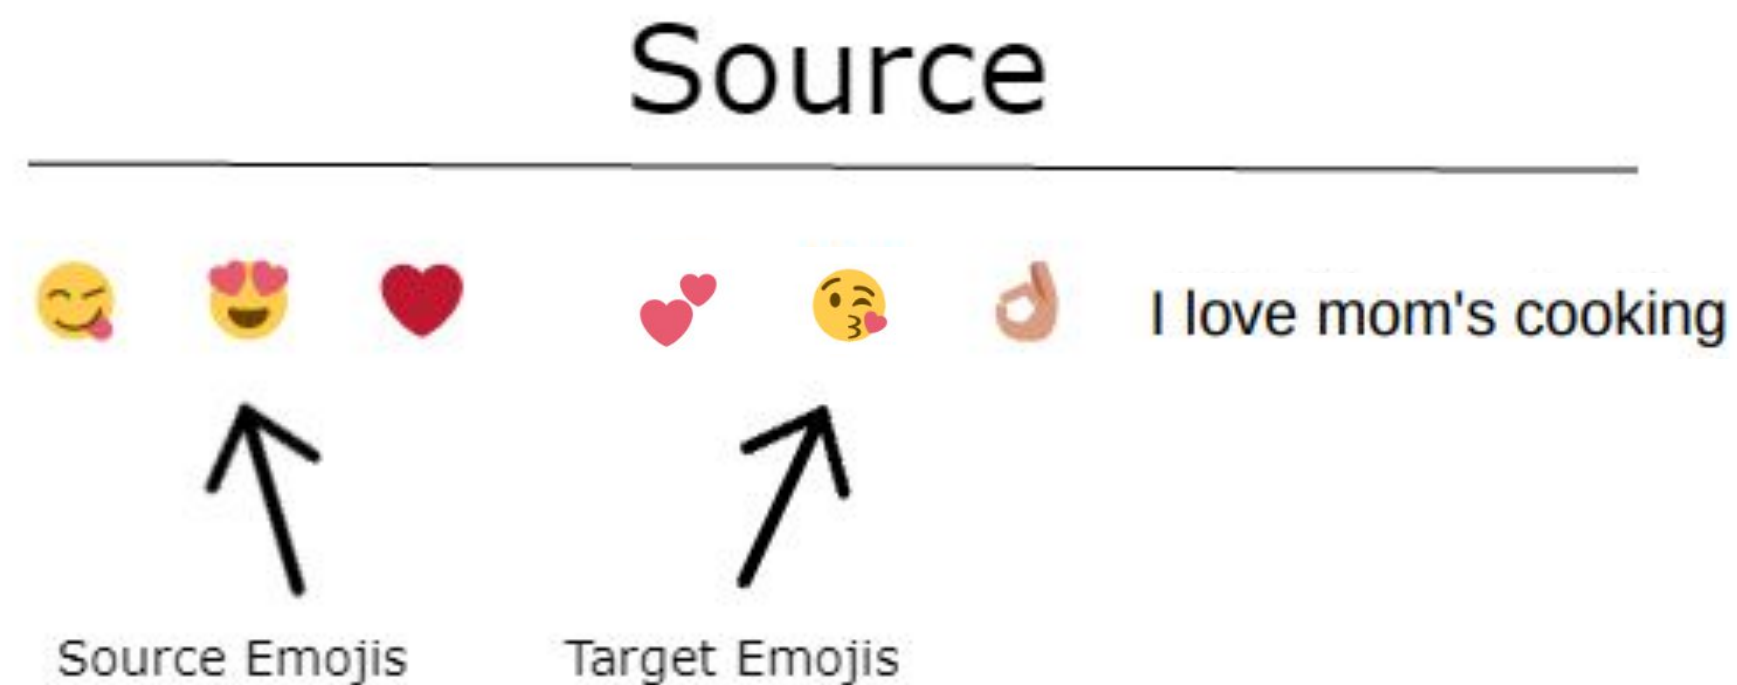 Source
😋 😍 ❤️ 💕 😘 👌🏽 I love mom's cooking
Source Emojis Target Emojis